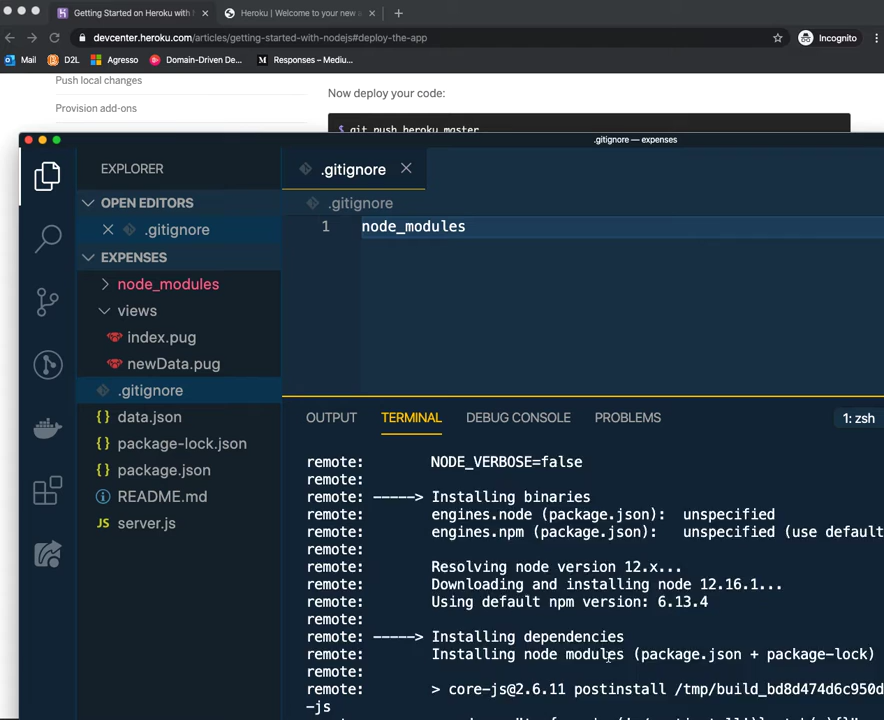 Getting Started on Heroku with
Heroku | Welcome to your new a
devcenter.heroku.com/articles/getting-started-with-nodejs#deploy-the-app
Incognito
Mail
D2L
Agresso
Domain-Driven De...
Responses – Mediu...
Push local changes
Now deploy your code:
Provision add-ons
$ git push heroku master
.gitignore — expenses
EXPLORER
.gitignore
OPEN EDITORS
.gitignore
.gitignore
1 node_modules
EXPENSES
node_modules
views
index.pug
newData.pug
.gitignore
data.json
package-lock.json
package.json
README.md
server.js
OUTPUT TERMINAL DEBUG CONSOLE PROBLEMS 1: zsh
remote: NODE_VERBOSE=false
remote:
remote: -----> Installing binaries
remote: engines.node (package.json): unspecified
remote: engines.npm (package.json): unspecified (use default
remote:
remote: Resolving node version 12.x...
remote: Downloading and installing node 12.16.1...
remote: Using default npm version: 6.13.4
remote:
remote: -----> Installing dependencies
remote: Installing node modules (package.json + package-lock)
remote:
remote: > core-js@2.6.11 postinstall /tmp/build_bd8d474d6c950d
-js